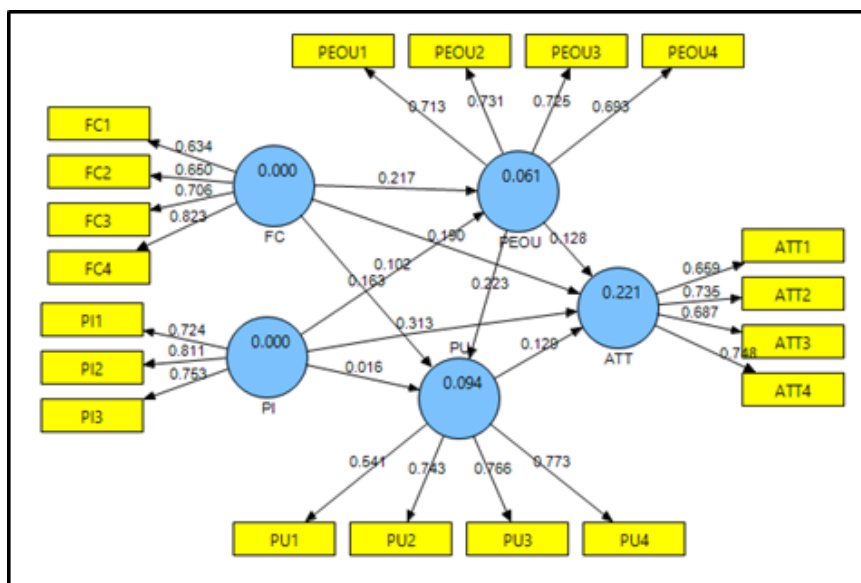 PEOU1
PEOU2
PEOU3
PEOU4
0.713
0.731
0.725
0.693
FC1
FC2
FC3
FC4
0.634
0.650
0.706
0.823
0.000
FC
0.217
0.061
PEOU
0.190
0.128
0.102
0.163
0.223
ATT1
ATT2
ATT3
ATT4
0.659
0.735
0.687
0.748
0.221
ATT
PI1
PI2
PI3
0.724
0.811
0.763
0.000
PI
0.313
0.016
PU
0.094
0.129
0.541
0.743
0.766
0.773
PU1
PU2
PU3
PU4